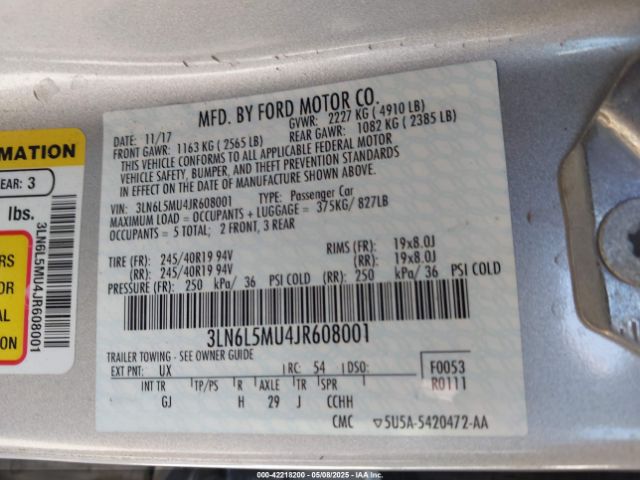 MFD. BY FORD MOTOR CO.
DATE: 11/17
GVWR: 2227 KG ( 4910 LB)
FRONT GAWR: 1163 KG ( 2565 LB)
REAR GAWR: 1082 KG ( 2385 LB)
THIS VEHICLE CONFORMS TO ALL APPLICABLE FEDERAL MOTOR
VEHICLE SAFETY, BUMPER, AND THEFT PREVENTION STANDARDS
IN EFFECT ON THE DATE OF MANUFACTURE SHOWN ABOVE.
VIN: 3LN6L5MU4JR608001 TYPE: Passenger Car
MAXIMUM LOAD = OCCUPANTS + LUGGAGE = 375KG/ 827LB
OCCUPANTS = 5 TOTAL; 2 FRONT, 3 REAR
TIRE (FR): 245/40R19 94V RIMS (FR): 19x8.0J
(RR): 245/40R19 94V (RR): 19x8.0J
PRESSURE (FR): 250 kPa/ 36 PSI COLD (RR): 250 kPa/ 36 PSI COLD
3LN6L5MU4JR608001
TRAILER TOWING - SEE OWNER GUIDE
EXT PNT: UX RC: 54 DSO: F0053
R0111
INT TR TP/PS R AXLE TR SPR
GJ H 29 J CCHH
CMC ▽5U5A-5420472-AA
RMATION
EAR: 3
lbs.
RS
OR
AL
ION
3LN6L5MU4JR608001
000-42218200 - 05/08/2025 - IAAI.COM